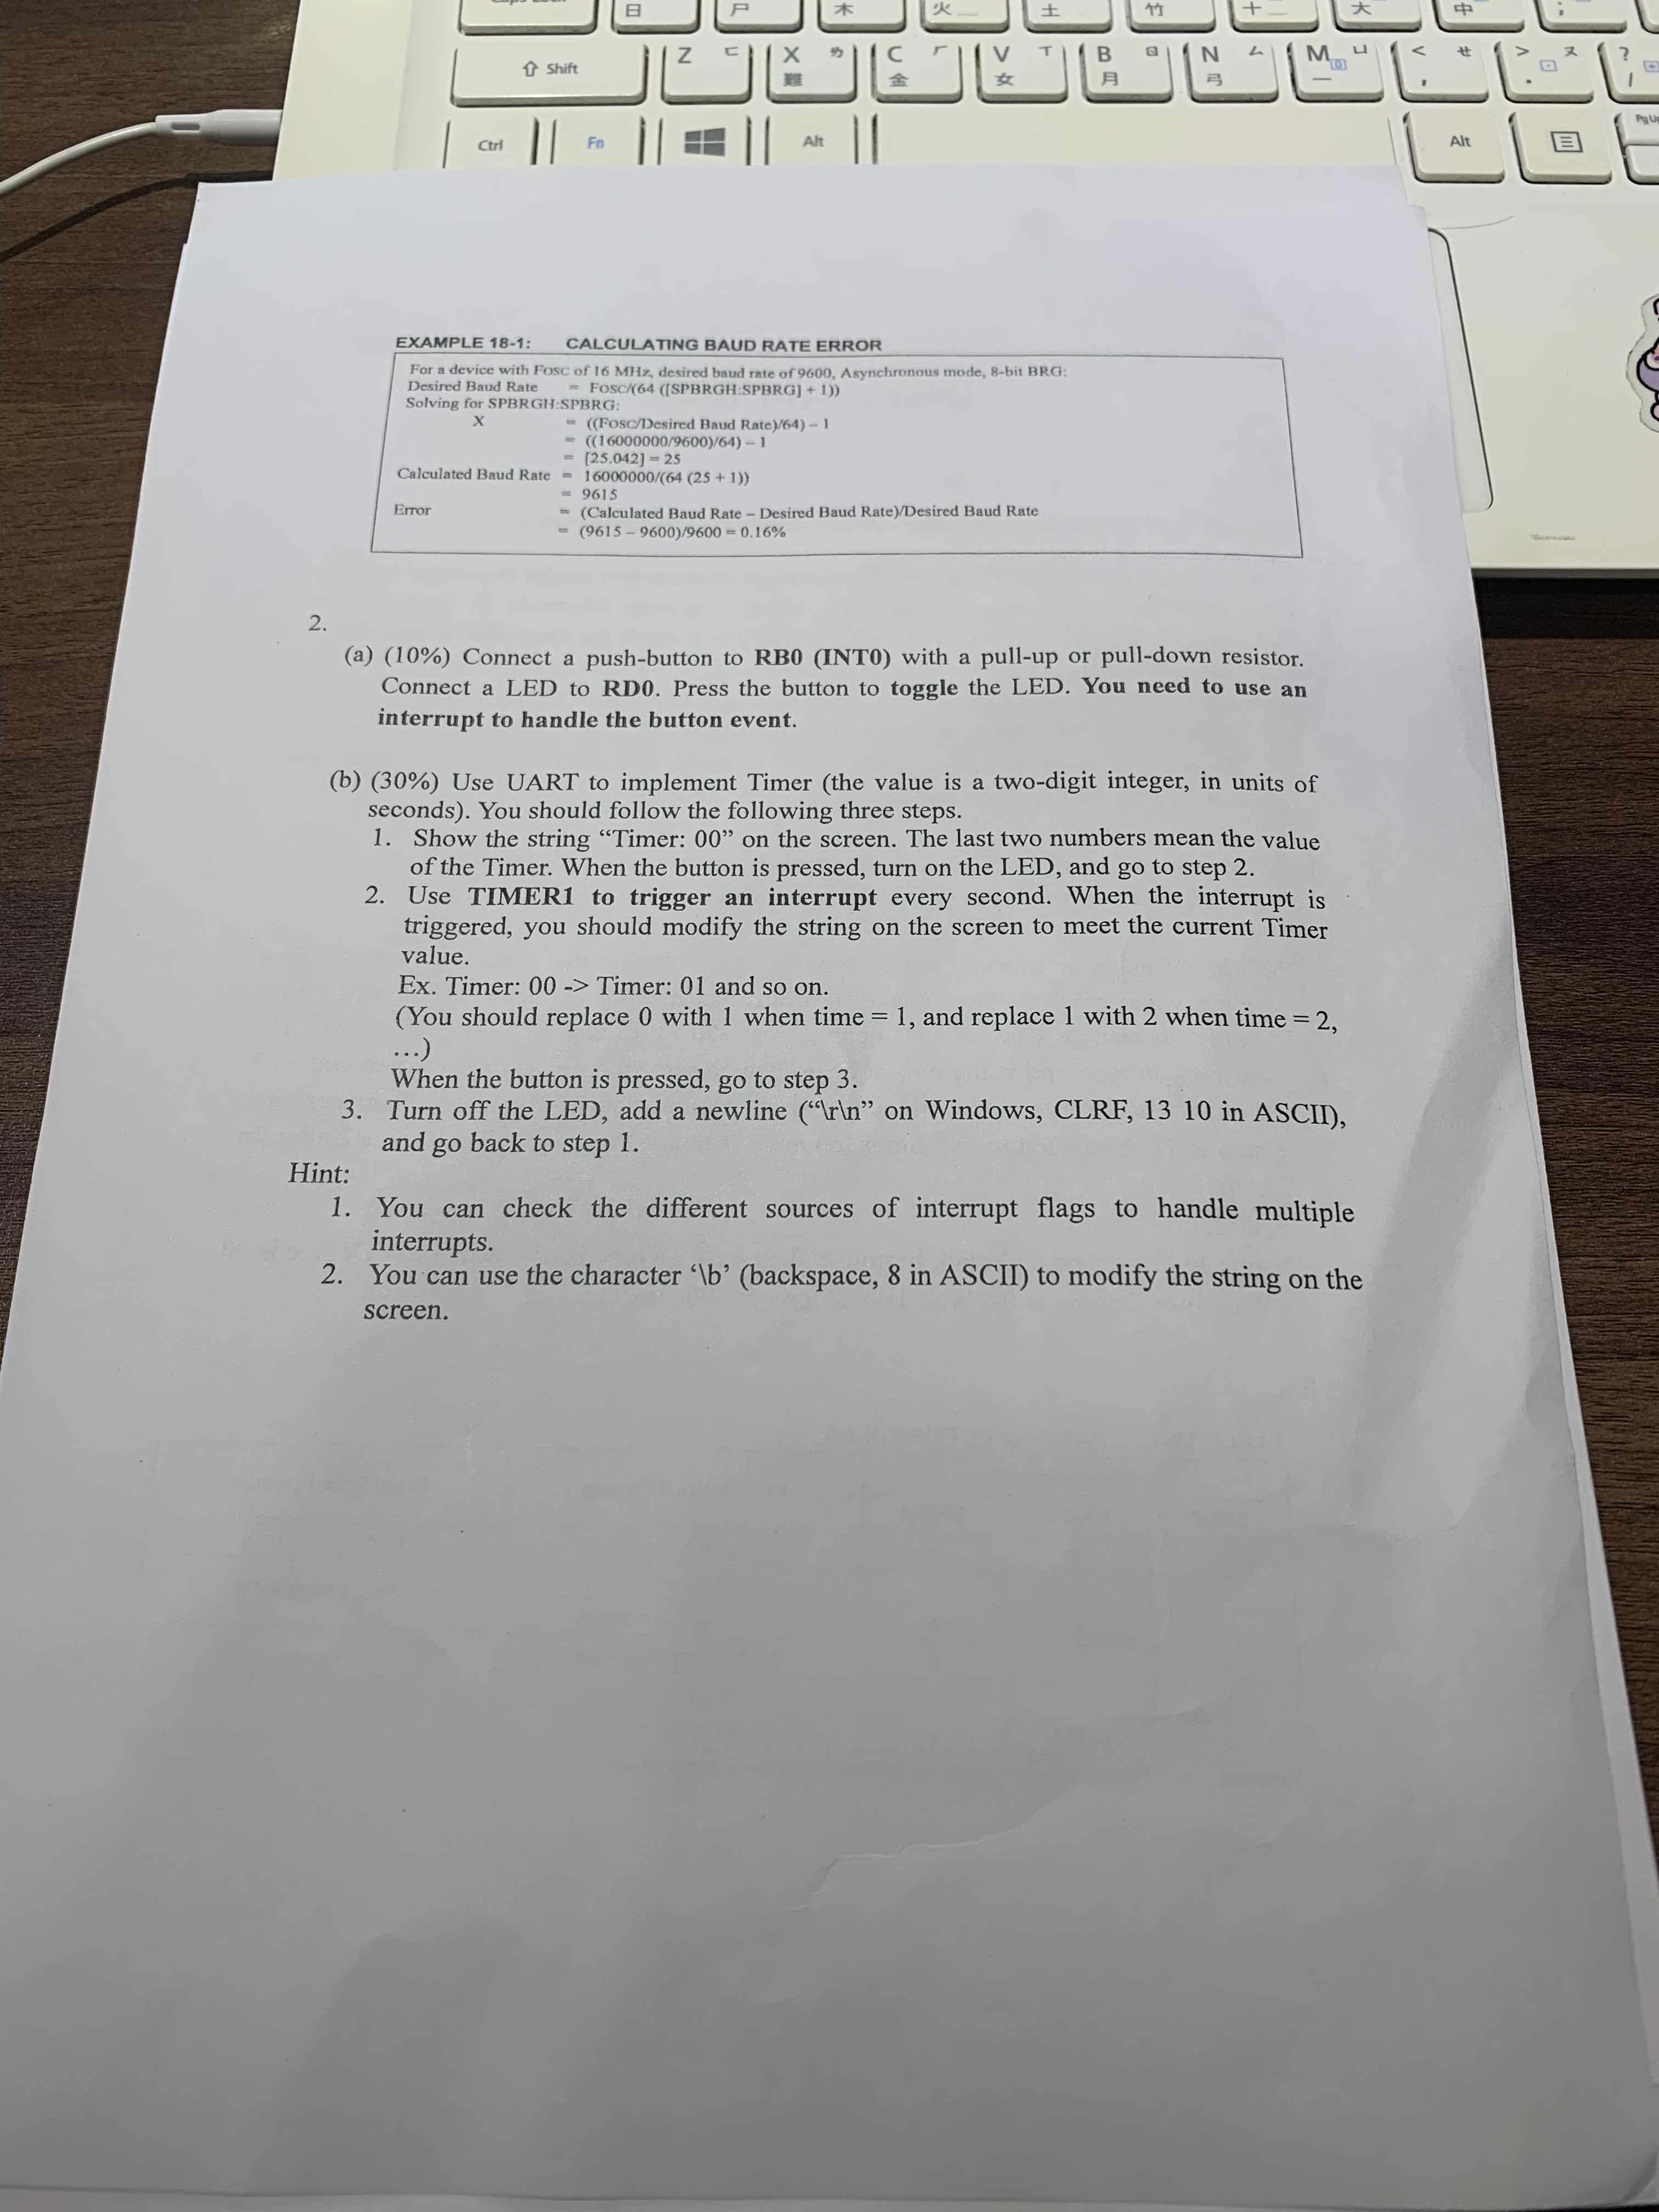 日 尸 木 火 土 竹 十 大 中 ;
Shift Z ㄈ X ㄌ C ㄏ V ㄒ B ㄖ N ㄙ M ㄩ < ㄝ > ㄡ ?
難 金 女 月 弓 一 , . /
Ctrl Fn Alt Alt
EXAMPLE 18-1: CALCULATING BAUD RATE ERROR
For a device with FOSC of 16 MHz, desired baud rate of 9600, Asynchronous mode, 8-bit BRG:
Desired Baud Rate = FOSC/(64 ([SPBRGH:SPBRG] + 1))
Solving for SPBRGH:SPBRG:
X = ((FOSC/Desired Baud Rate)/64) – 1
= ((16000000/9600)/64) – 1
= [25.042] = 25
Calculated Baud Rate = 16000000/(64 (25 + 1))
= 9615
Error = (Calculated Baud Rate – Desired Baud Rate)/Desired Baud Rate
= (9615 – 9600)/9600 = 0.16%
2.
(a) (10%) Connect a push-button to RB0 (INT0) with a pull-up or pull-down resistor.
Connect a LED to RD0. Press the button to toggle the LED. You need to use an
interrupt to handle the button event.
(b) (30%) Use UART to implement Timer (the value is a two-digit integer, in units of
seconds). You should follow the following three steps.
1. Show the string “Timer: 00” on the screen. The last two numbers mean the value
of the Timer. When the button is pressed, turn on the LED, and go to step 2.
2. Use TIMER1 to trigger an interrupt every second. When the interrupt is
triggered, you should modify the string on the screen to meet the current Timer
value.
Ex. Timer: 00 -> Timer: 01 and so on.
(You should replace 0 with 1 when time = 1, and replace 1 with 2 when time = 2,
…)
When the button is pressed, go to step 3.
3. Turn off the LED, add a newline (“\r\n” on Windows, CLRF, 13 10 in ASCII),
and go back to step 1.
Hint:
1. You can check the different sources of interrupt flags to handle multiple
interrupts.
2. You can use the character ‘\b’ (backspace, 8 in ASCII) to modify the string on the
screen.